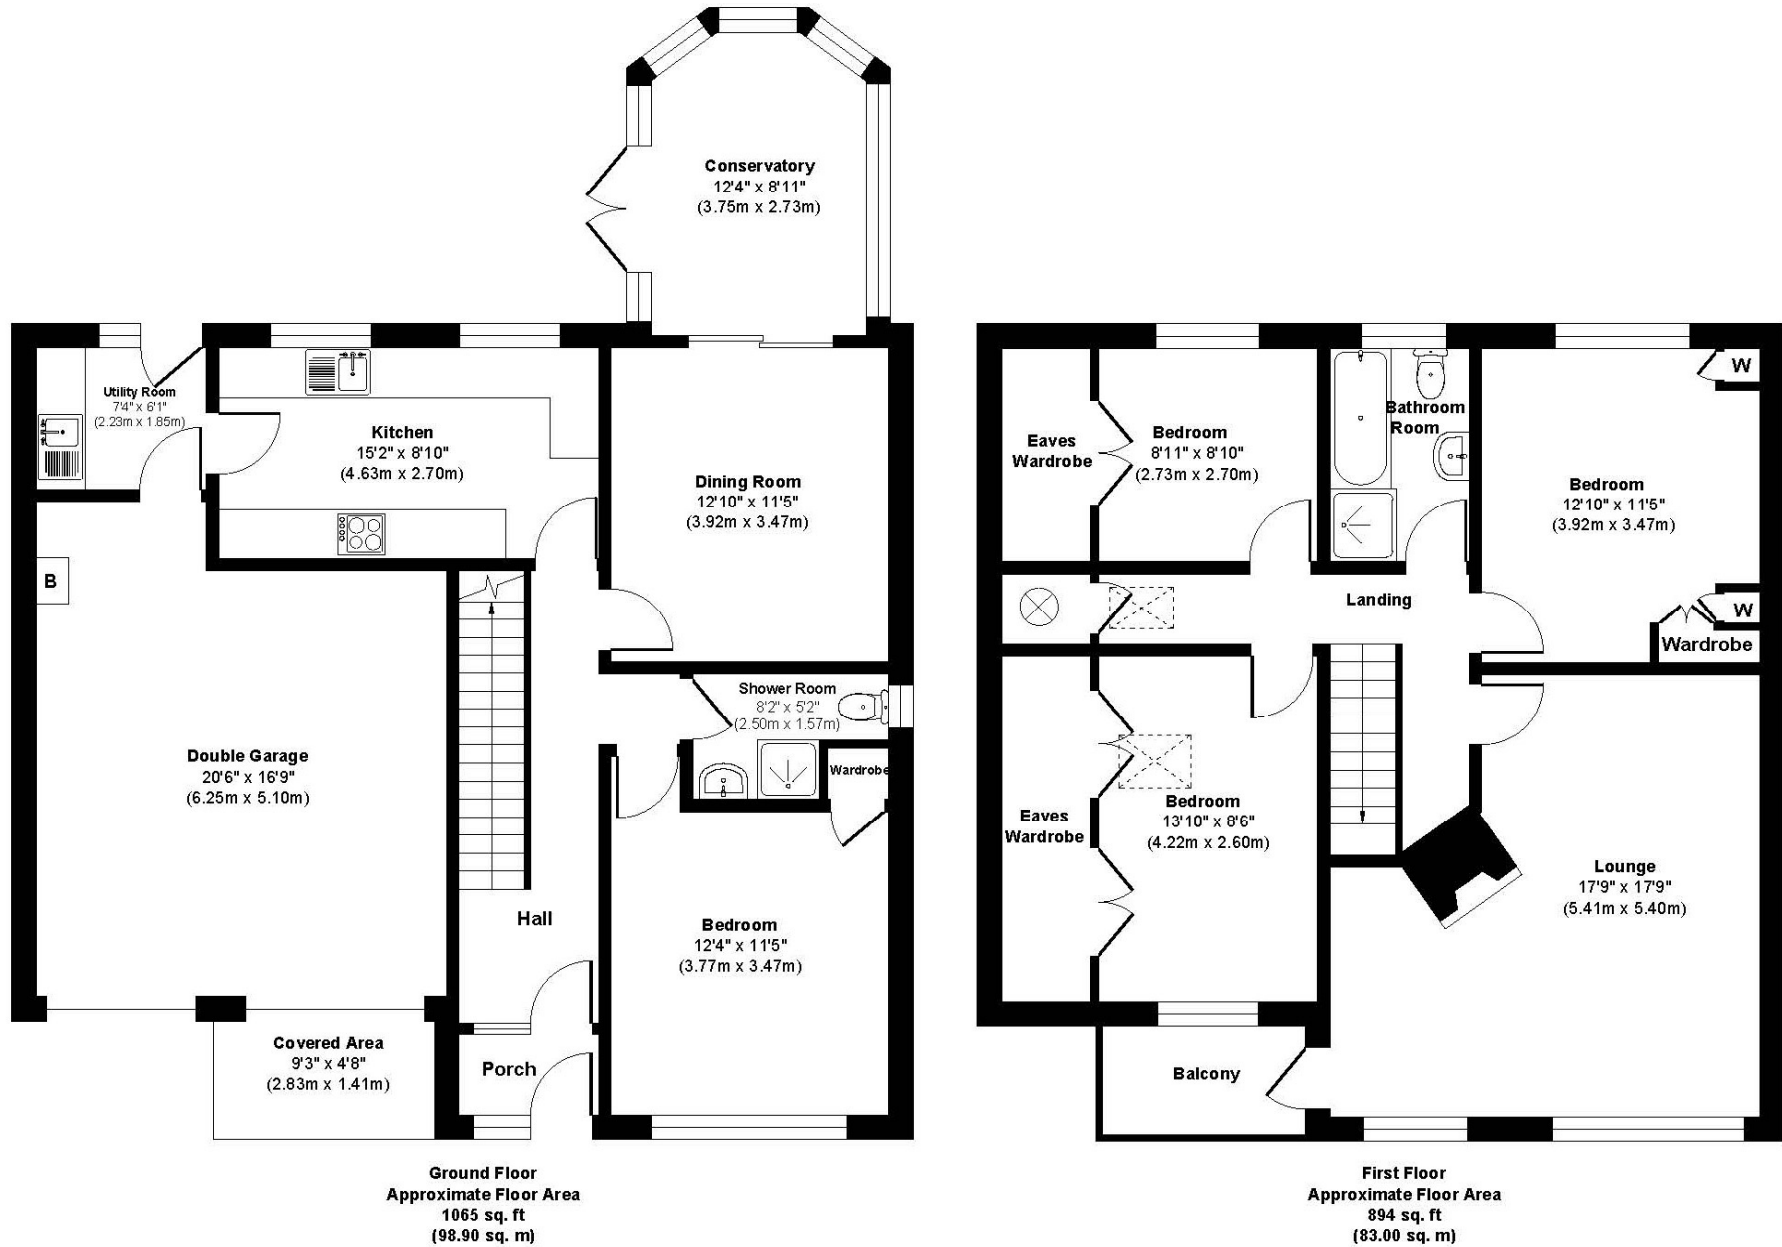 Conservatory
12'4" x 8'11"
(3.75m x 2.73m)
Utility Room
7'4" x 6'1"
(2.23m x 1.85m)
Kitchen
15'2" x 8'10"
(4.63m x 2.70m)
Dining Room
12'10" x 11'5"
(3.92m x 3.47m)
B
Shower Room
8'2" x 5'2"
(2.50m x 1.57m)
Wardrobe
Double Garage
20'6" x 16'9"
(6.25m x 5.10m)
Hall
Bedroom
12'4" x 11'5"
(3.77m x 3.47m)
Covered Area
9'3" x 4'8"
(2.83m x 1.41m)
Porch
Ground Floor
Approximate Floor Area
1065 sq. ft
(98.90 sq. m)
Eaves
Wardrobe
Bedroom
8'11" x 8'10"
(2.73m x 2.70m)
Bathroom
Room
W
Bedroom
12'10" x 11'5"
(3.92m x 3.47m)
Landing
W
Wardrobe
Eaves
Wardrobe
Bedroom
13'10" x 8'6"
(4.22m x 2.60m)
Lounge
17'9" x 17'9"
(5.41m x 5.40m)
Balcony
First Floor
Approximate Floor Area
894 sq. ft
(83.00 sq. m)